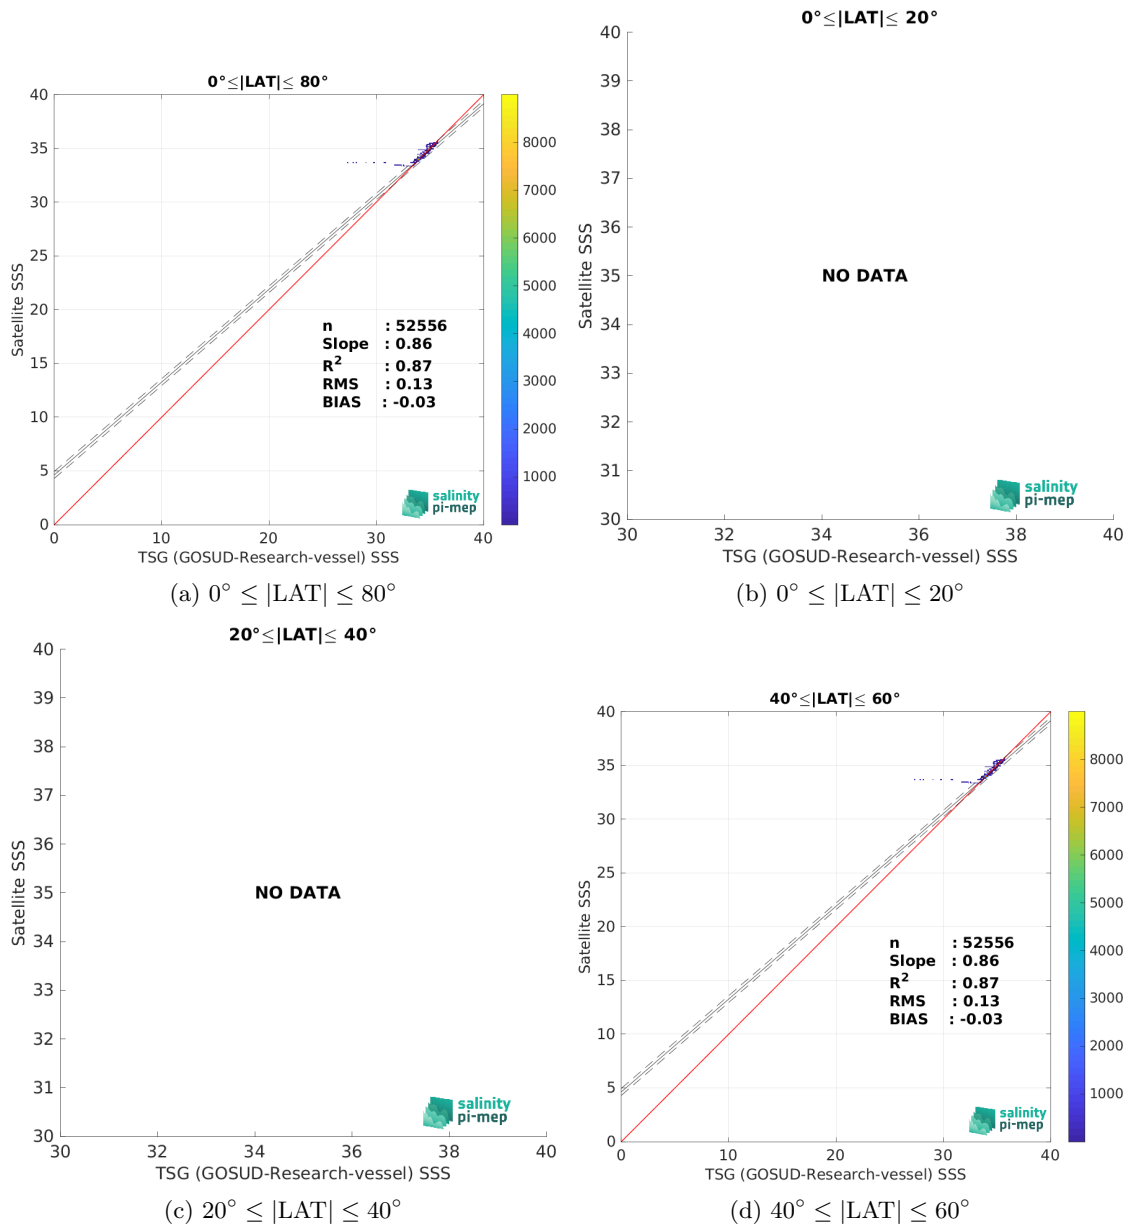 0°≤|LAT|≤ 80°
40
35
30
25
20
15
10
5
0
Satellite SSS
n : 52556
Slope : 0.86
R² : 0.87
RMS : 0.13
BIAS : -0.03
salinity
pi-mep
0 10 20 30 40
TSG (GOSUD-Research-vessel) SSS
8000
7000
6000
5000
4000
3000
2000
1000
(a) 0° ≤ |LAT| ≤ 80°
0°≤|LAT|≤ 20°
40
39
38
37
36
35
34
33
32
31
30
Satellite SSS
NO DATA
salinity
pi-mep
30 32 34 36 38 40
TSG (GOSUD-Research-vessel) SSS
(b) 0° ≤ |LAT| ≤ 20°
20°≤|LAT|≤ 40°
40
39
38
37
36
35
34
33
32
31
30
Satellite SSS
NO DATA
salinity
pi-mep
30 32 34 36 38 40
TSG (GOSUD-Research-vessel) SSS
(c) 20° ≤ |LAT| ≤ 40°
40°≤|LAT|≤ 60°
40
35
30
25
20
15
10
5
0
Satellite SSS
n : 52556
Slope : 0.86
R² : 0.87
RMS : 0.13
BIAS : -0.03
salinity
pi-mep
0 10 20 30 40
TSG (GOSUD-Research-vessel) SSS
8000
7000
6000
5000
4000
3000
2000
1000
(d) 40° ≤ |LAT| ≤ 60°